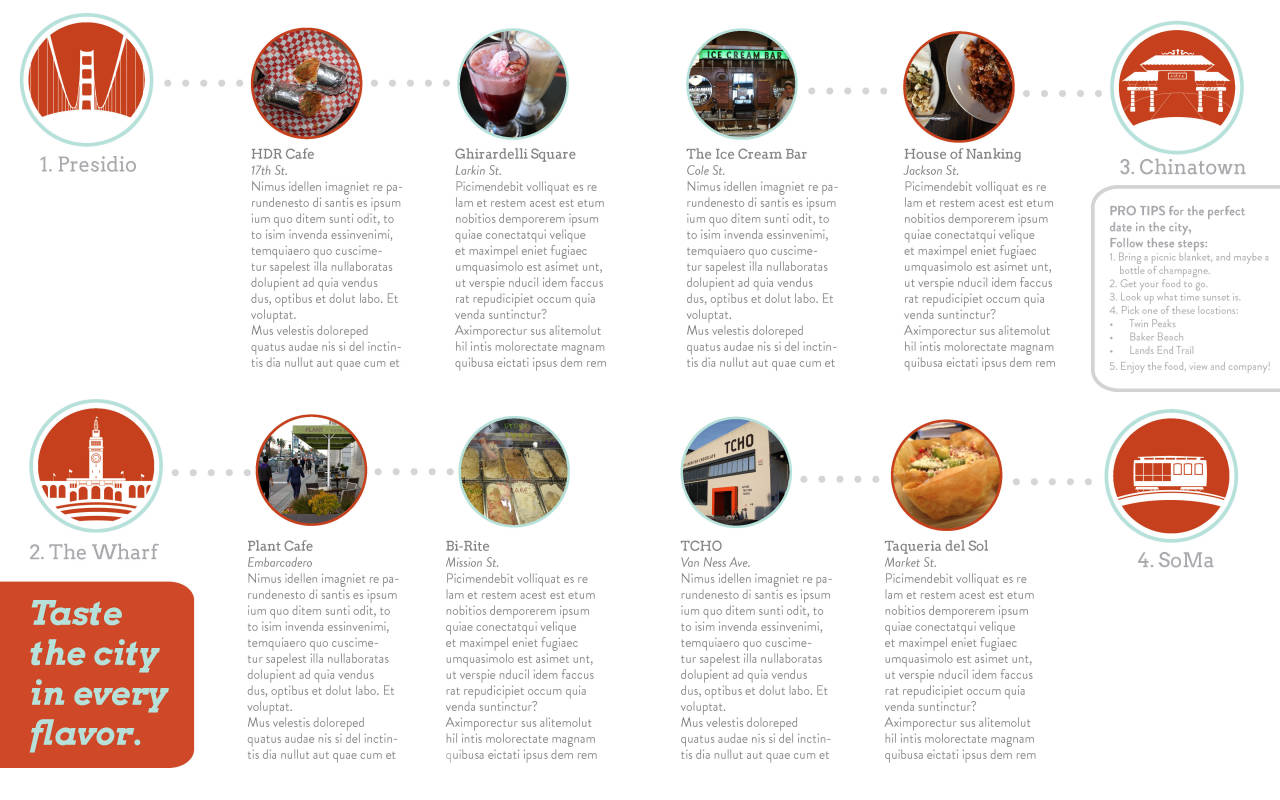 1. Presidio
HDR Cafe
17th St.
Nimus idellen imagniet re pa-
rundenesto di santis es ipsum
ium quo ditem sunti odit, to
to isim invenda essinvenimi,
temquiaero quo cuscime-
tur sapelest illa nullaboratas
dolupient ad quia vendus
dus, optibus et dolut labo. Et
voluptat.
Mus velestis doloreped
quatus audae nis si del inctin-
tis dia nullut aut quae cum et
Ghirardelli Square
Larkin St.
Picimendebit volliquat es re
lam et restem acest est etum
nobitios demporerem ipsum
quiae conectatqui velique
et maximpel eniet fugiaec
umquasimolo est asimet unt,
ut verspie nducil idem faccus
rat repudicipiet occum quia
venda suntinctur?
Aximporectur sus alitemolut
hil intis molorectate magnam
quibusa eictati ipsus dem rem
ICE CREAM BAR
The Ice Cream Bar
Cole St.
Nimus idellen imagniet re pa-
rundenesto di santis es ipsum
ium quo ditem sunti odit, to
to isim invenda essinvenimi,
temquiaero quo cuscime-
tur sapelest illa nullaboratas
dolupient ad quia vendus
dus, optibus et dolut labo. Et
voluptat.
Mus velestis doloreped
quatus audae nis si del inctin-
tis dia nullut aut quae cum et
House of Nanking
Jackson St.
Picimendebit volliquat es re
lam et restem acest est etum
nobitios demporerem ipsum
quiae conectatqui velique
et maximpel eniet fugiaec
umquasimolo est asimet unt,
ut verspie nducil idem faccus
rat repudicipiet occum quia
venda suntinctur?
Aximporectur sus alitemolut
hil intis molorectate magnam
quibusa eictati ipsus dem rem
3. Chinatown
PRO TIPS for the perfect
date in the city,
Follow these steps:
1. Bring a picnic blanket, and maybe a
bottle of champagne.
2. Get your food to go.
3. Look up what time sunset is.
4. Pick one of these locations:
• Twin Peaks
• Baker Beach
• Lands End Trail
5. Enjoy the food, view and company!
2. The Wharf
PLANT
Plant Cafe
Embarcadero
Nimus idellen imagniet re pa-
rundenesto di santis es ipsum
ium quo ditem sunti odit, to
to isim invenda essinvenimi,
temquiaero quo cuscime-
tur sapelest illa nullaboratas
dolupient ad quia vendus
dus, optibus et dolut labo. Et
voluptat.
Mus velestis doloreped
quatus audae nis si del inctin-
tis dia nullut aut quae cum et
Bi-Rite
Mission St.
Picimendebit volliquat es re
lam et restem acest est etum
nobitios demporerem ipsum
quiae conectatqui velique
et maximpel eniet fugiaec
umquasimolo est asimet unt,
ut verspie nducil idem faccus
rat repudicipiet occum quia
venda suntinctur?
Aximporectur sus alitemolut
hil intis molorectate magnam
quibusa eictati ipsus dem rem
TCHO
TCHO
Van Ness Ave.
Nimus idellen imagniet re pa-
rundenesto di santis es ipsum
ium quo ditem sunti odit, to
to isim invenda essinvenimi,
temquiaero quo cuscime-
tur sapelest illa nullaboratas
dolupient ad quia vendus
dus, optibus et dolut labo. Et
voluptat.
Mus velestis doloreped
quatus audae nis si del inctin-
tis dia nullut aut quae cum et
Taqueria del Sol
Market St.
Picimendebit volliquat es re
lam et restem acest est etum
nobitios demporerem ipsum
quiae conectatqui velique
et maximpel eniet fugiaec
umquasimolo est asimet unt,
ut verspie nducil idem faccus
rat repudicipiet occum quia
venda suntinctur?
Aximporectur sus alitemolut
hil intis molorectate magnam
quibusa eictati ipsus dem rem
4. SoMa
Taste
the city
in every
flavor.